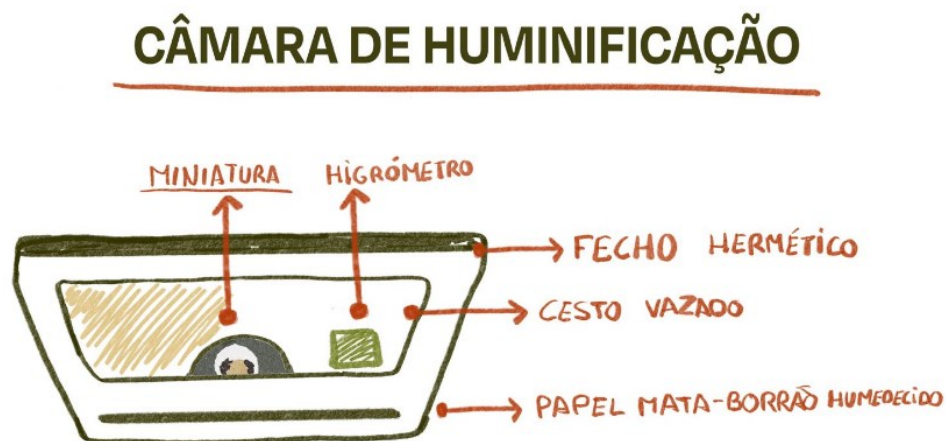 CÂMARA DE HUMINIFICAÇÃO
MINIATURA
HIGRÓMETRO
FECHO HERMÉTICO
CESTO VAZADO
PAPEL MATA-BORRÃO HUMEDECIDO